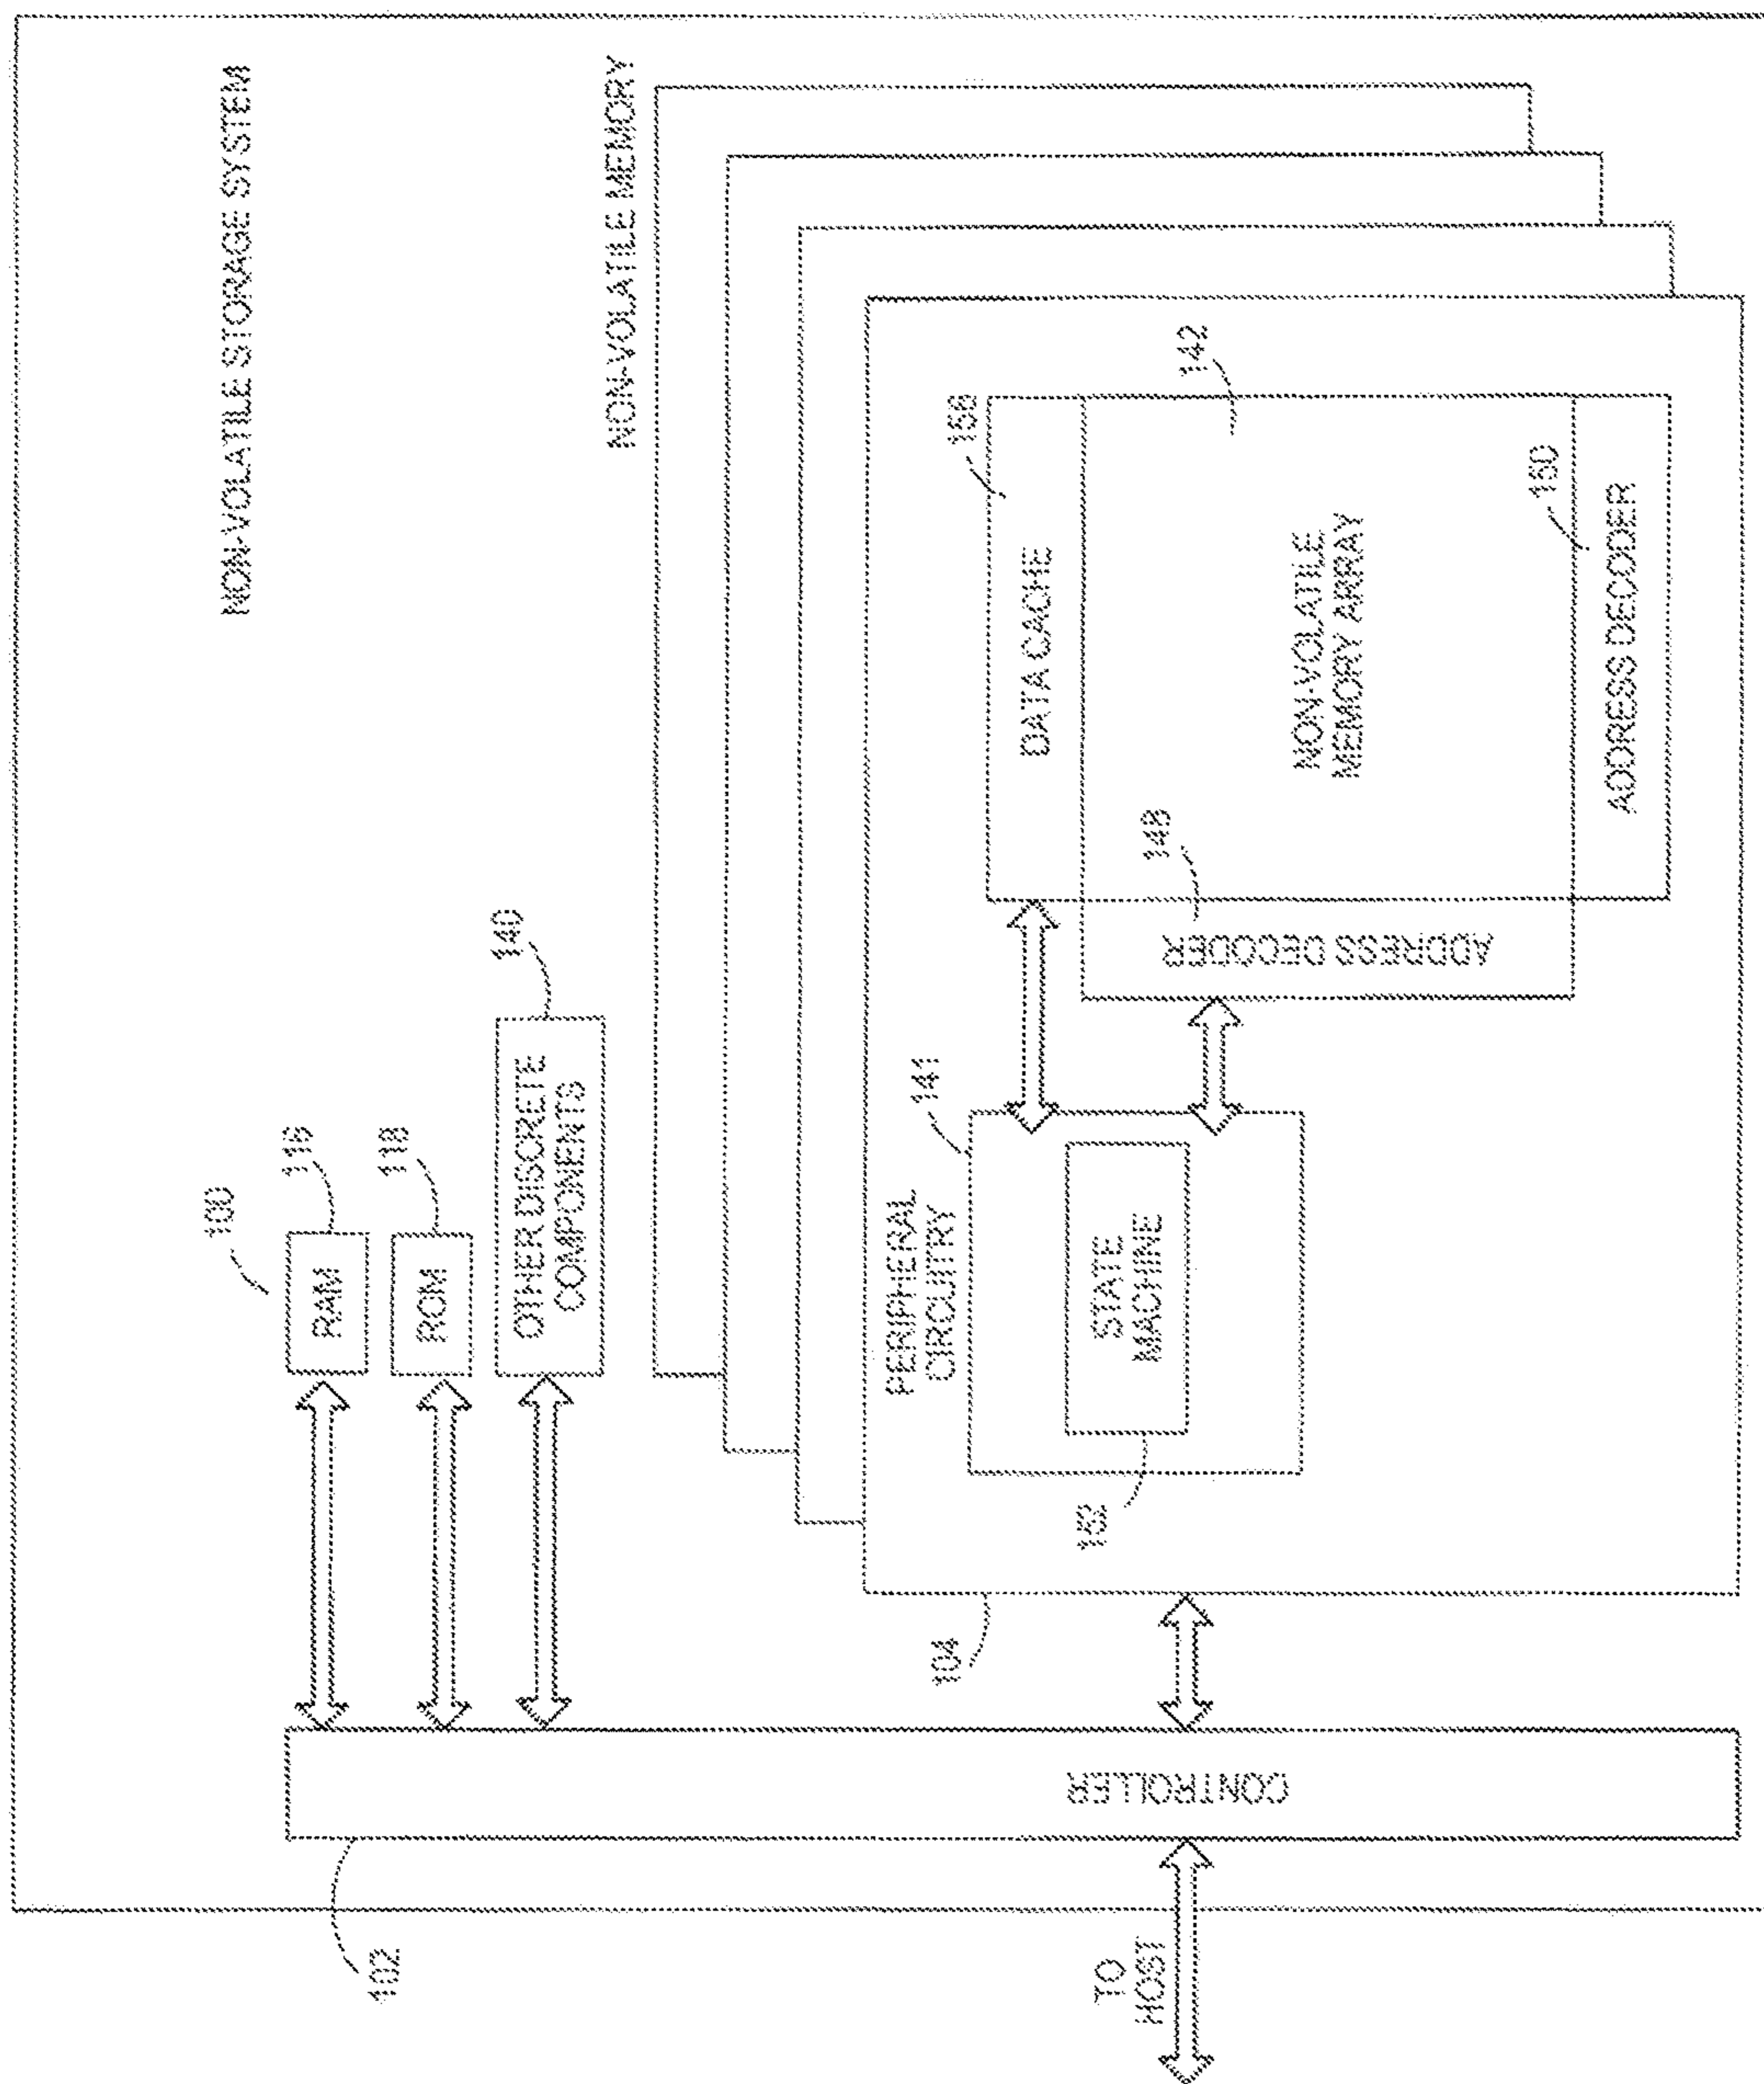 NON-VOLATILE STORAGE SYSTEM
100
RAM
116
ROM
118
OTHER DISCRETE
COMPONENTS
140
NON-VOLATILE MEMORY
102
CONTROLLER
TO
HOST
104
PERIPHERAL
CIRCUITRY
141
STATE
MACHINE
152
DATA CACHE
156
ADDRESS DECODER
148
NON-VOLATILE
MEMORY ARRAY
142
ADDRESS DECODER
150